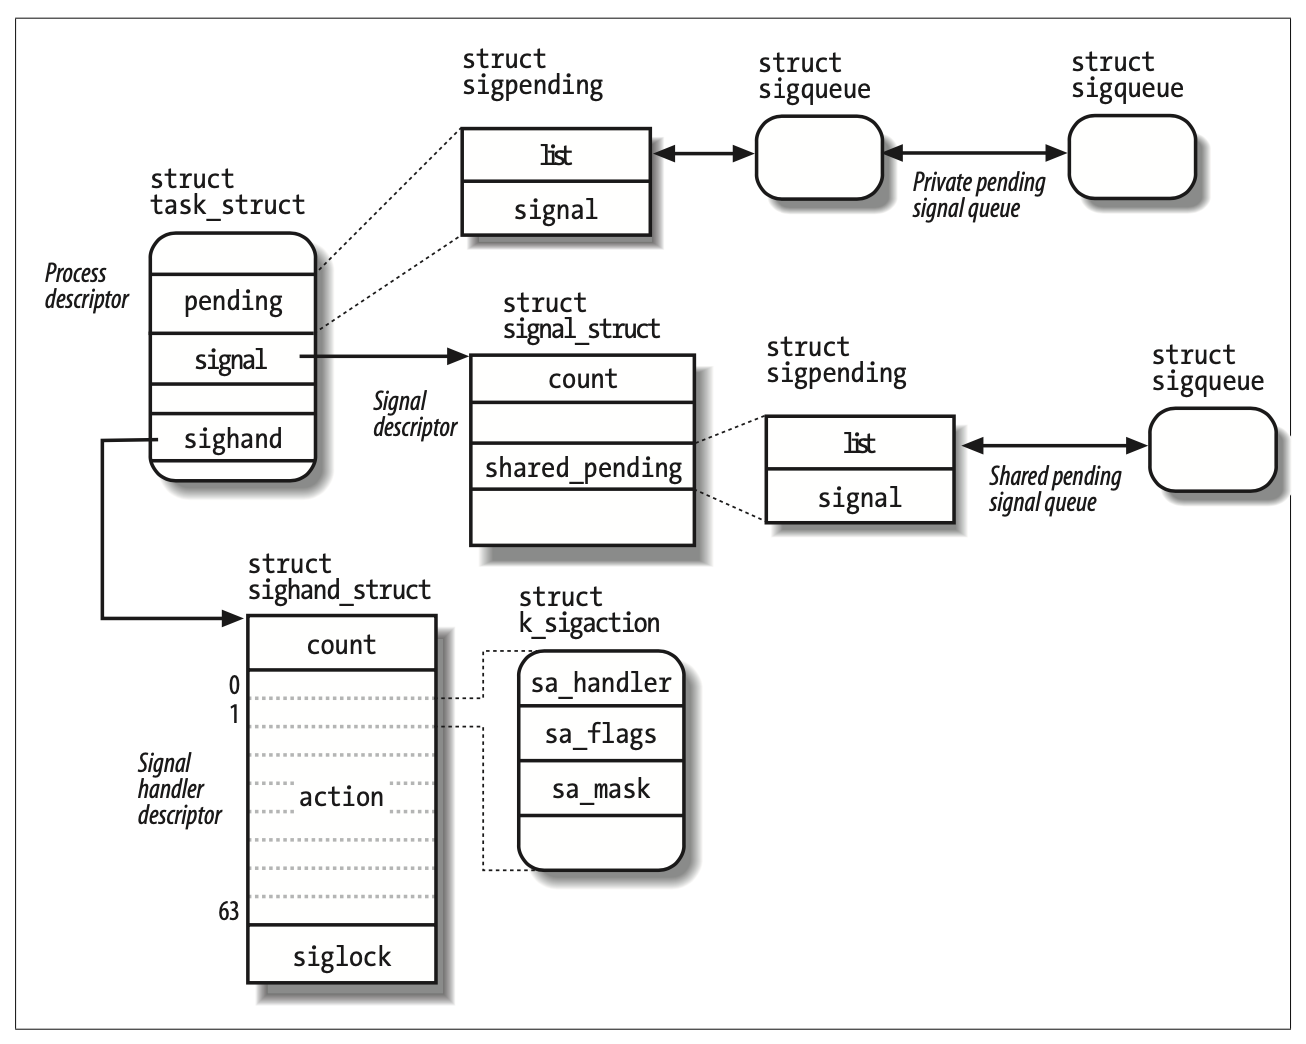 struct
sigpending
list
signal
struct
sigqueue
Private pending
signal queue
struct
sigqueue
struct
task_struct
Process
descriptor
pending
signal
sighand
struct
signal_struct
Signal
descriptor
count
shared_pending
struct
sigpending
list
signal
Shared pending
signal queue
struct
sigqueue
struct
sighand_struct
count
0
1
Signal
handler
descriptor
action
63
siglock
struct
k_sigaction
sa_handler
sa_flags
sa_mask